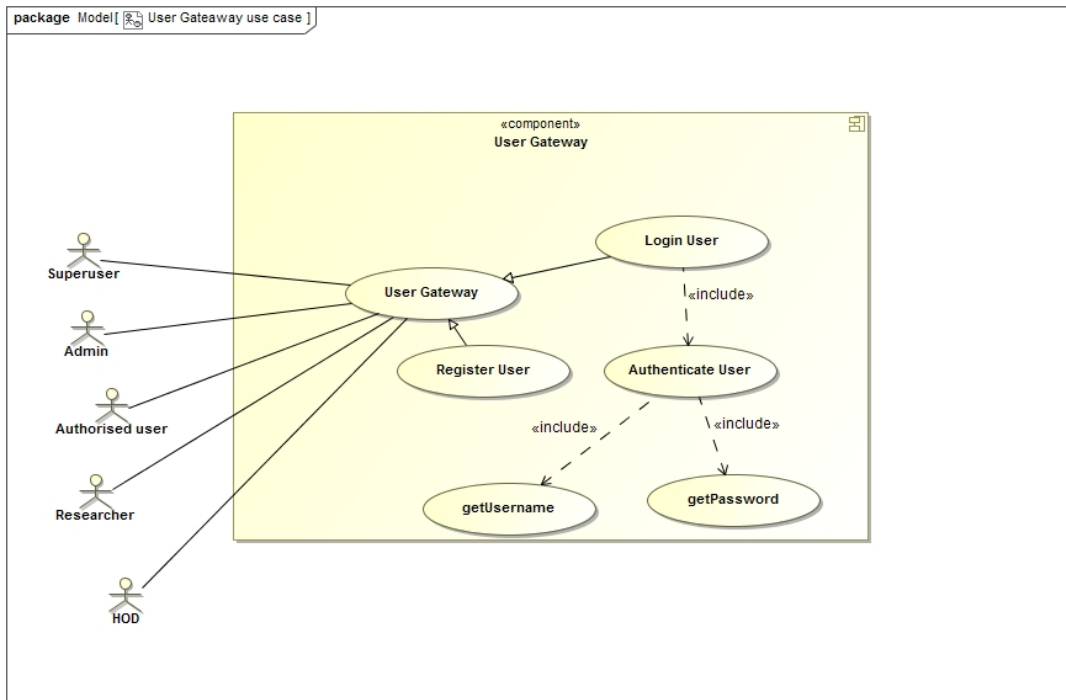 package Model[ User Gateaway use case ]
«component»
User Gateway
Login User
Superuser
User Gateway
«include»
Admin
Register User
Authenticate User
Authorised user
«include»
«include»
Researcher
getUsername
getPassword
HOD